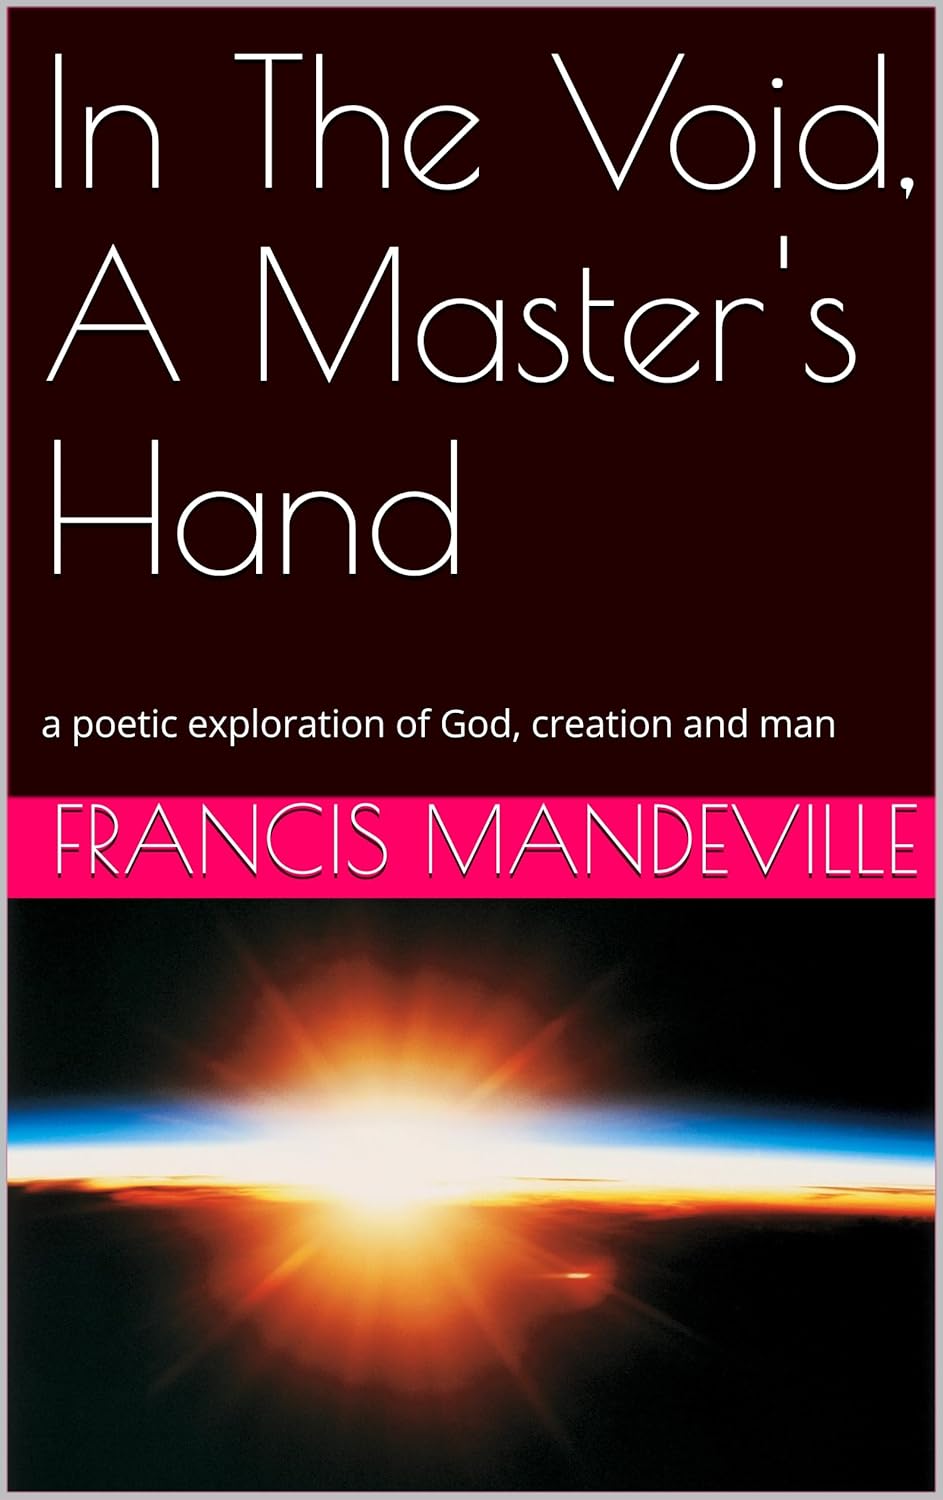 In The Void,
A Master's
Hand
a poetic exploration of God, creation and man
FRANCIS MANDEVILLE